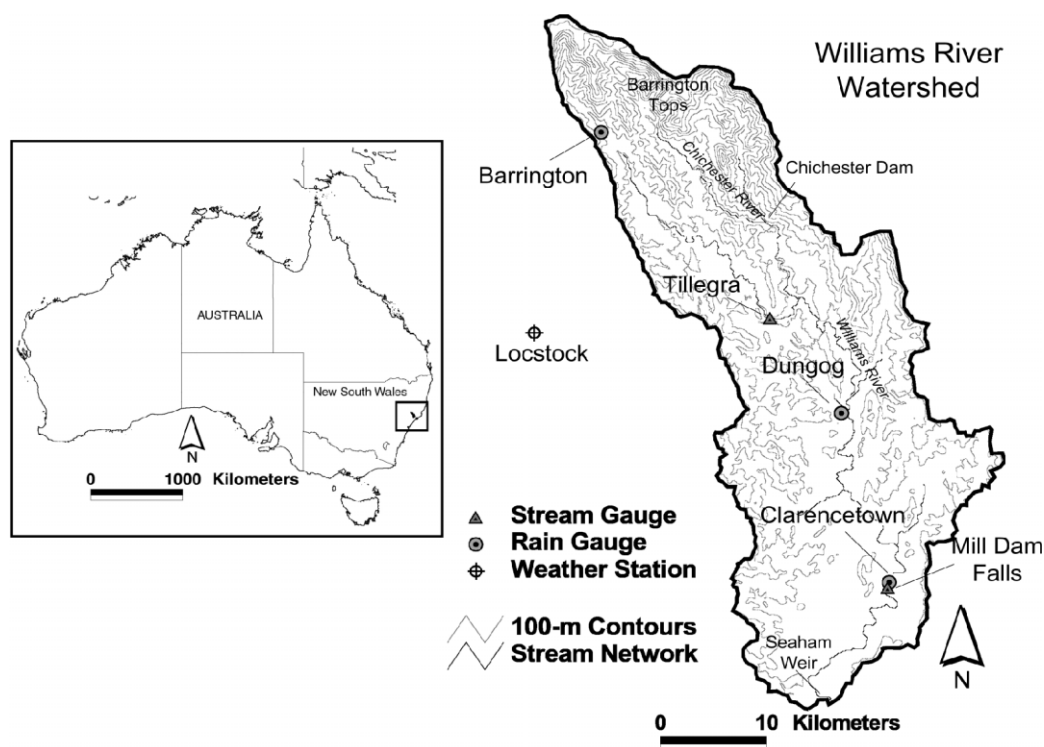 Williams River
Watershed
Barrington
Tops
Barrington
Chichester River
Chichester Dam
Tillegra
Locstock
Dungog
Williams River
Clarencetown
Mill Dam
Falls
Seaham
Weir
N
0 10 Kilometers
AUSTRALIA
New South Wales
N
0 1000 Kilometers
Stream Gauge
Rain Gauge
Weather Station
100-m Contours
Stream Network